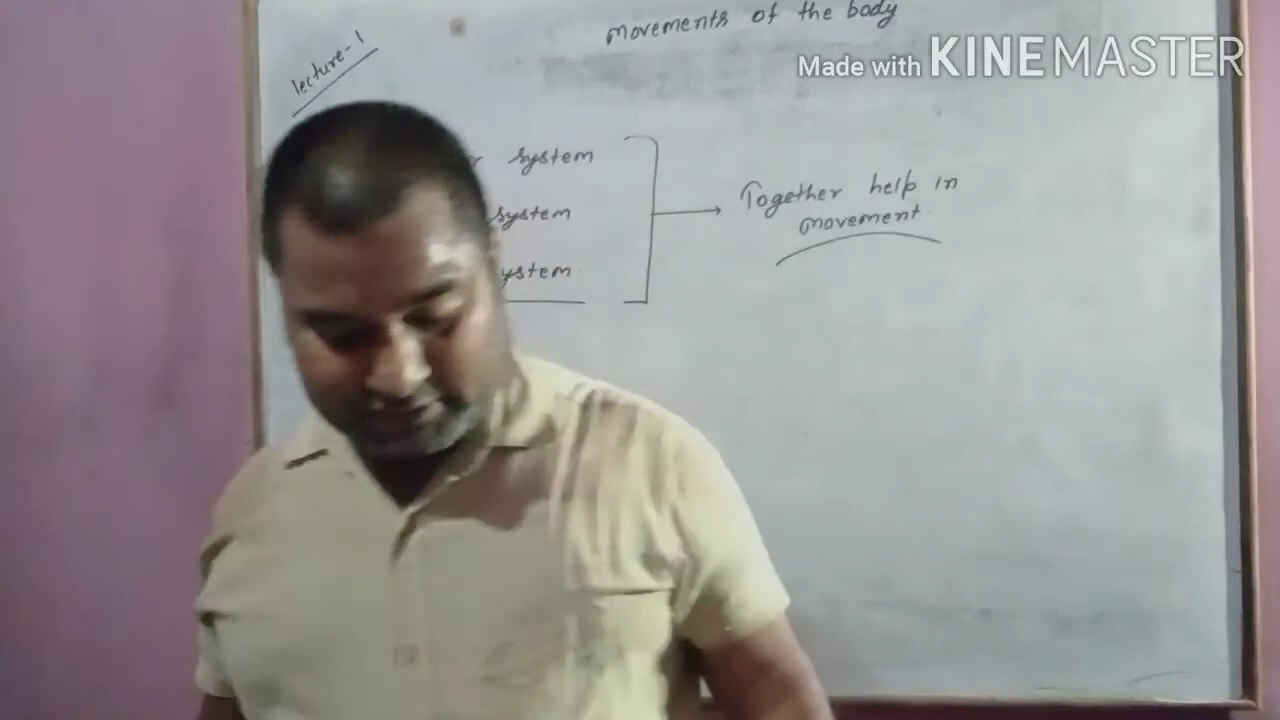 movements of the body
Made with KINEMASTER
lecture-1
system
system
ystem
Together help in
movement